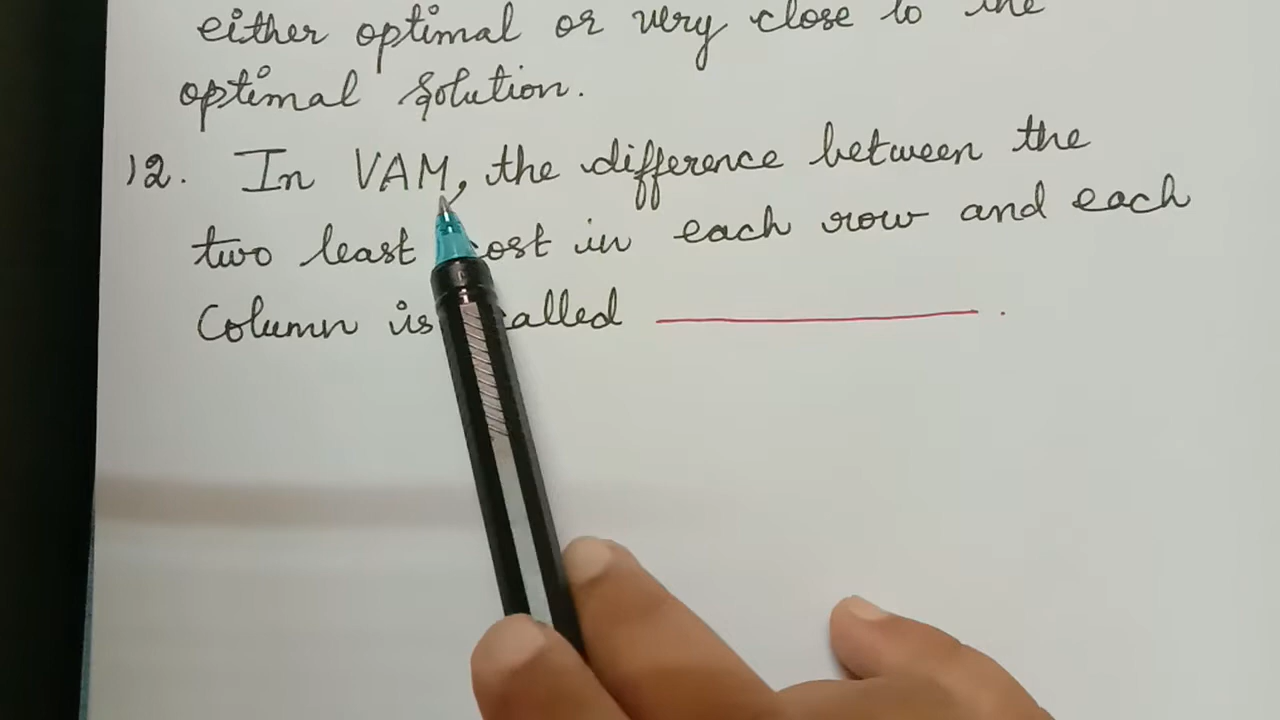 either optimal or very close to the
optimal solution.
12. In VAM, the difference between the
two least cost in each row and each
Column is called __________.